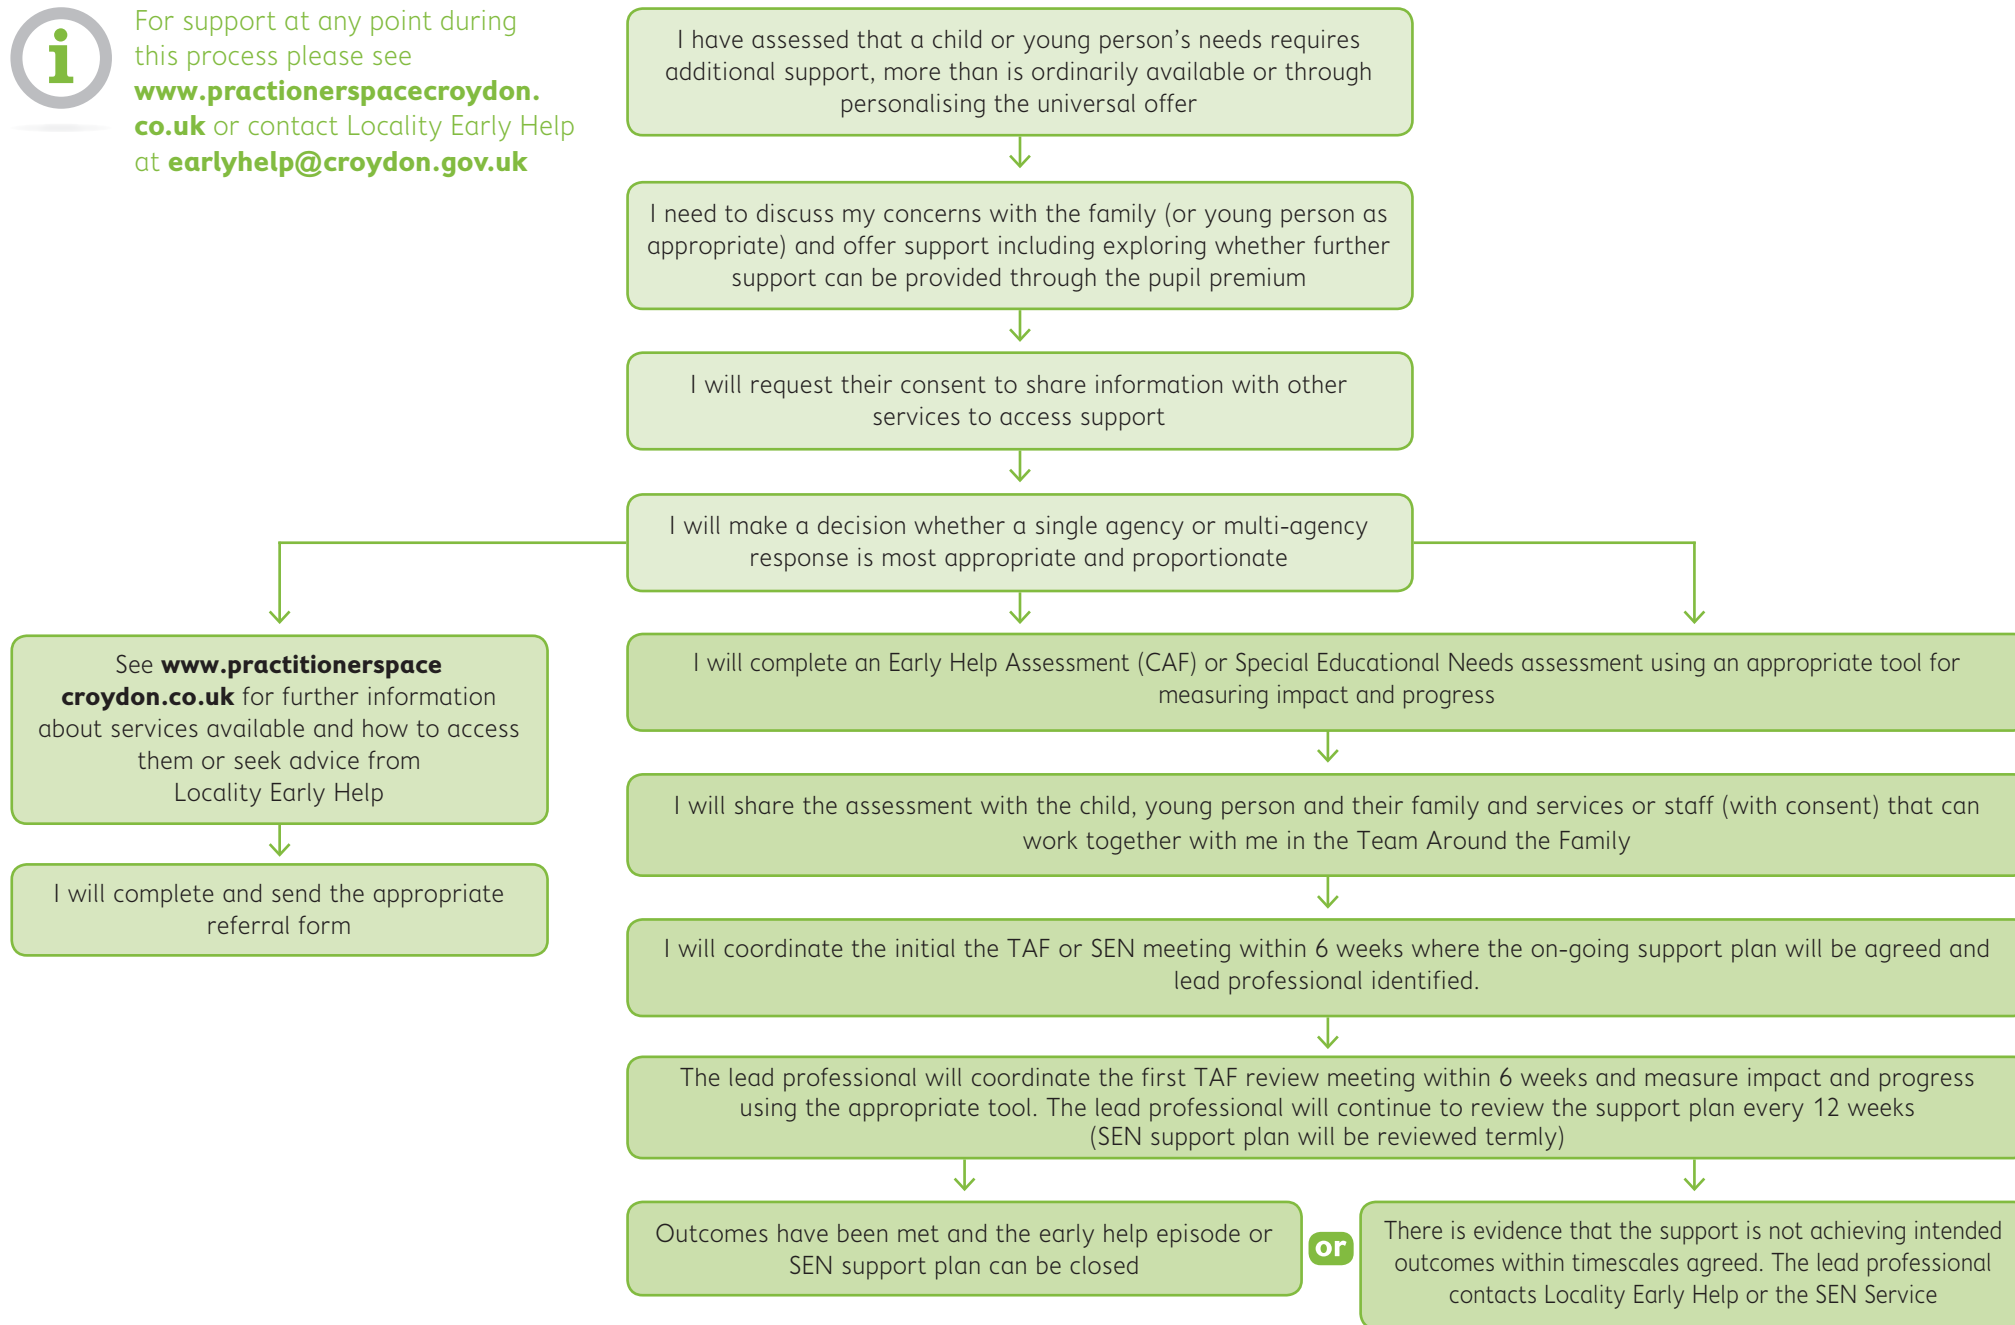 i
For support at any point during
this process please see
www.practionerspacecroydon.
co.uk or contact Locality Early Help
at earlyhelp@croydon.gov.uk
I have assessed that a child or young person’s needs requires
additional support, more than is ordinarily available or through
personalising the universal offer
I need to discuss my concerns with the family (or young person as
appropriate) and offer support including exploring whether further
support can be provided through the pupil premium
I will request their consent to share information with other
services to access support
I will make a decision whether a single agency or multi-agency
response is most appropriate and proportionate
See www.practitionerspace
croydon.co.uk for further information
about services available and how to access
them or seek advice from
Locality Early Help
I will complete and send the appropriate
referral form
I will complete an Early Help Assessment (CAF) or Special Educational Needs assessment using an appropriate tool for
measuring impact and progress
I will share the assessment with the child, young person and their family and services or staff (with consent) that can
work together with me in the Team Around the Family
I will coordinate the initial the TAF or SEN meeting within 6 weeks where the on-going support plan will be agreed and
lead professional identified.
The lead professional will coordinate the first TAF review meeting within 6 weeks and measure impact and progress
using the appropriate tool. The lead professional will continue to review the support plan every 12 weeks
(SEN support plan will be reviewed termly)
Outcomes have been met and the early help episode or
SEN support plan can be closed
or
There is evidence that the support is not achieving intended
outcomes within timescales agreed. The lead professional
contacts Locality Early Help or the SEN Service